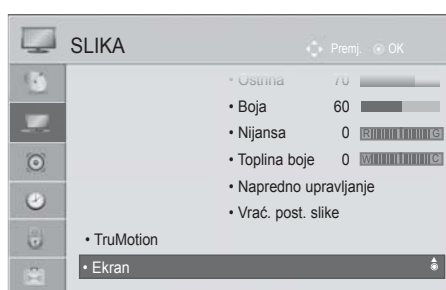 SLIKA
Premj. OK
• Oštrina 70
• Boja 60
• Nijansa 0 R G
• Toplina boje 0 W C
• Napredno upravljanje
• Vrać. post. slike
• TruMotion
• Ekran